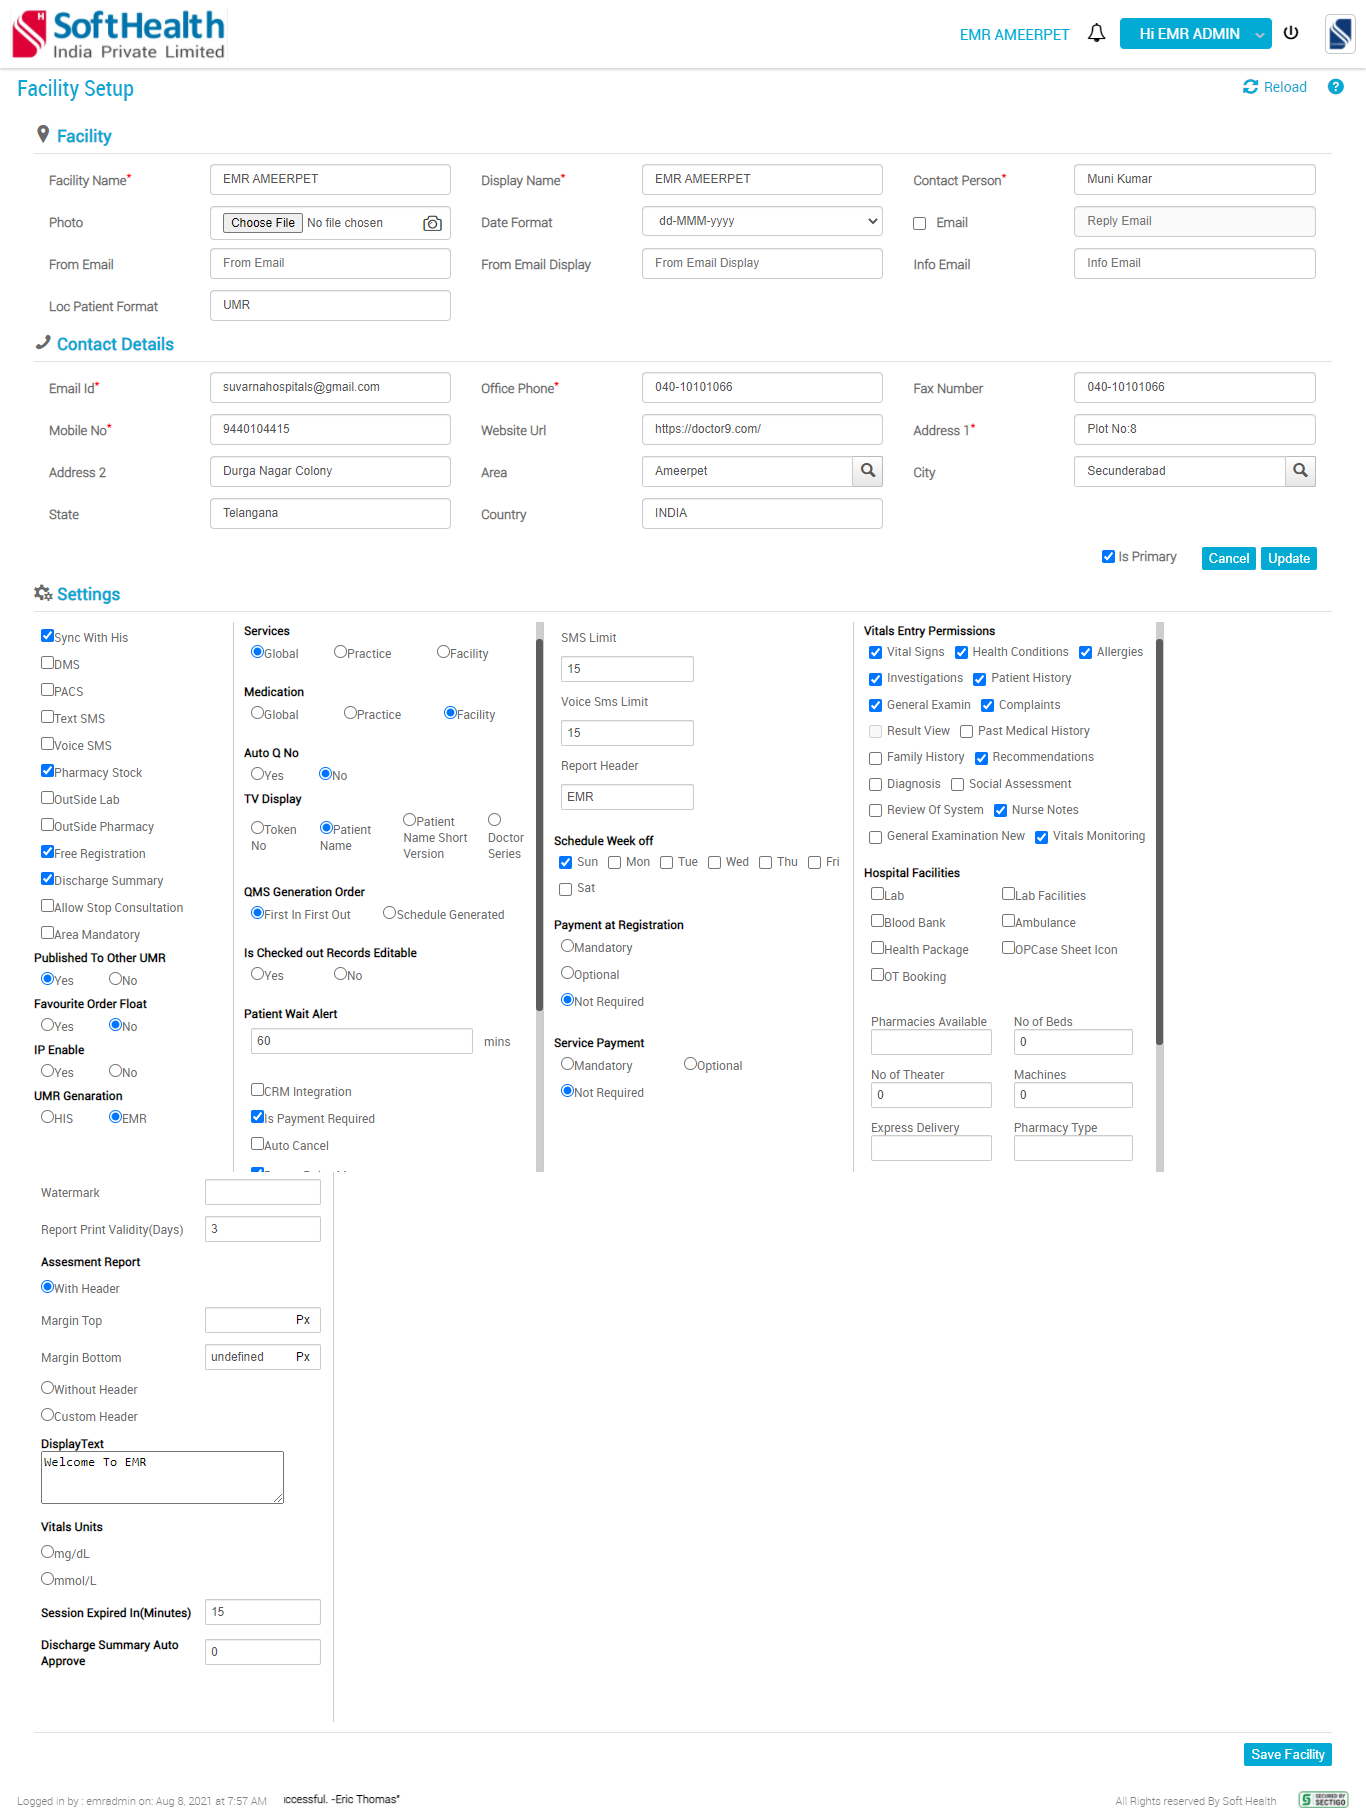 SoftHealth
India Private Limited
EMR AMEERPET
Hi EMR ADMIN
Facility Setup
Reload
?
Facility
Facility Name* EMR AMEERPET Display Name* EMR AMEERPET Contact Person* Muni Kumar
Photo Choose File No file chosen Date Format dd-MMM-yyyy Email Reply Email
From Email From Email From Email Display From Email Display Info Email Info Email
Loc Patient Format UMR
Contact Details
Email Id* suvarnahospitals@gmail.com Office Phone* 040-10101066 Fax Number 040-10101066
Mobile No* 9440104415 Website Url https://doctor9.com/ Address 1* Plot No:8
Address 2 Durga Nagar Colony Area Ameerpet City Secunderabad
State Telangana Country INDIA
Is Primary Cancel Update
Settings
Sync With His
DMS
PACS
Text SMS
Voice SMS
Pharmacy Stock
OutSide Lab
OutSide Pharmacy
Free Registration
Discharge Summary
Allow Stop Consultation
Area Mandatory
Published To Other UMR
Yes No
Favourite Order Float
Yes No
IP Enable
Yes No
UMR Genaration
HIS EMR
Services
Global Practice Facility
Medication
Global Practice Facility
Auto Q No
Yes No
TV Display
Token No
Patient Name
Patient Name Short Version
Doctor Series
QMS Generation Order
First In First Out Schedule Generated
Is Checked out Records Editable
Yes No
Patient Wait Alert
60 mins
CRM Integration
Is Payment Required
Auto Cancel
SMS Limit
15
Voice Sms Limit
15
Report Header
EMR
Schedule Week off
Sun Mon Tue Wed Thu Fri
Sat
Payment at Registration
Mandatory
Optional
Not Required
Service Payment
Mandatory Optional
Not Required
Vitals Entry Permissions
Vital Signs Health Conditions Allergies
Investigations Patient History
General Examin Complaints
Result View Past Medical History
Family History Recommendations
Diagnosis Social Assessment
Review Of System Nurse Notes
General Examination New Vitals Monitoring
Hospital Facilities
Lab Lab Facilities
Blood Bank Ambulance
Health Package OPCase Sheet Icon
OT Booking
Pharmacies Available No of Beds
0
No of Theater Machines
0 0
Express Delivery Pharmacy Type
Watermark
Report Print Validity(Days) 3
Assesment Report
With Header
Margin Top Px
Margin Bottom undefined Px
Without Header
Custom Header
DisplayText
Welcome To EMR
Vitals Units
mg/dL
mmol/L
Session Expired In(Minutes) 15
Discharge Summary Auto Approve 0
Save Facility
Logged in by : emradmin on: Aug 8, 2021 at 7:57 AM ccessful. -Eric Thomas"
All Rights reserved By Soft Health
SECURED BY
SECTIGO